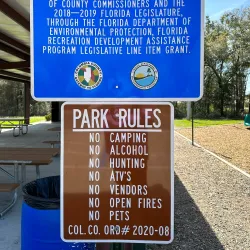 OF COUNTY COMMISSIONERS AND THE
2018-2019 FLORIDA LEGISLATURE,
THROUGH THE FLORIDA DEPARTMENT OF
ENVIRONMENTAL PROTECTION, FLORIDA
RECREATION DEVELOPMENT ASSISTANCE
PROGRAM LEGISLATIVE LINE ITEM GRANT.
PARK RULES
NO CAMPING
NO ALCOHOL
NO HUNTING
NO ATV'S
NO VENDORS
NO OPEN FIRES
NO PETS
COL.CO. ORD# 2020-08